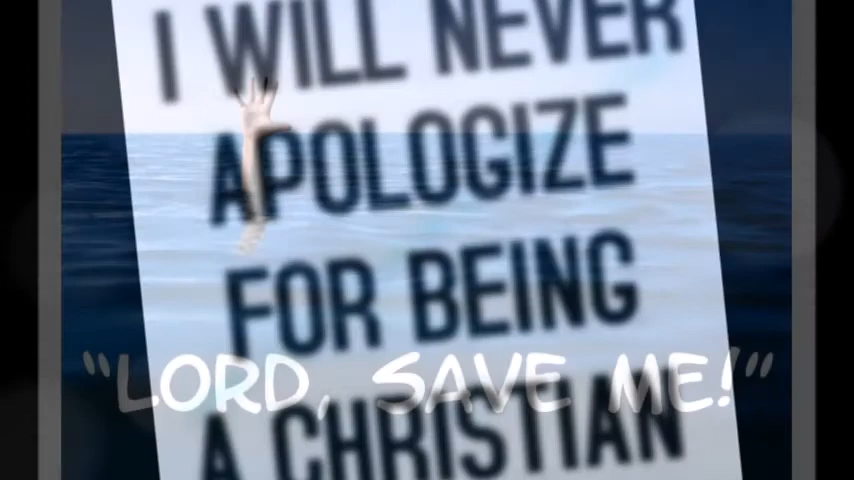 I WILL NEVER
APOLOGIZE
FOR BEING
"LORD, SAVE ME!"
A CHRISTIAN